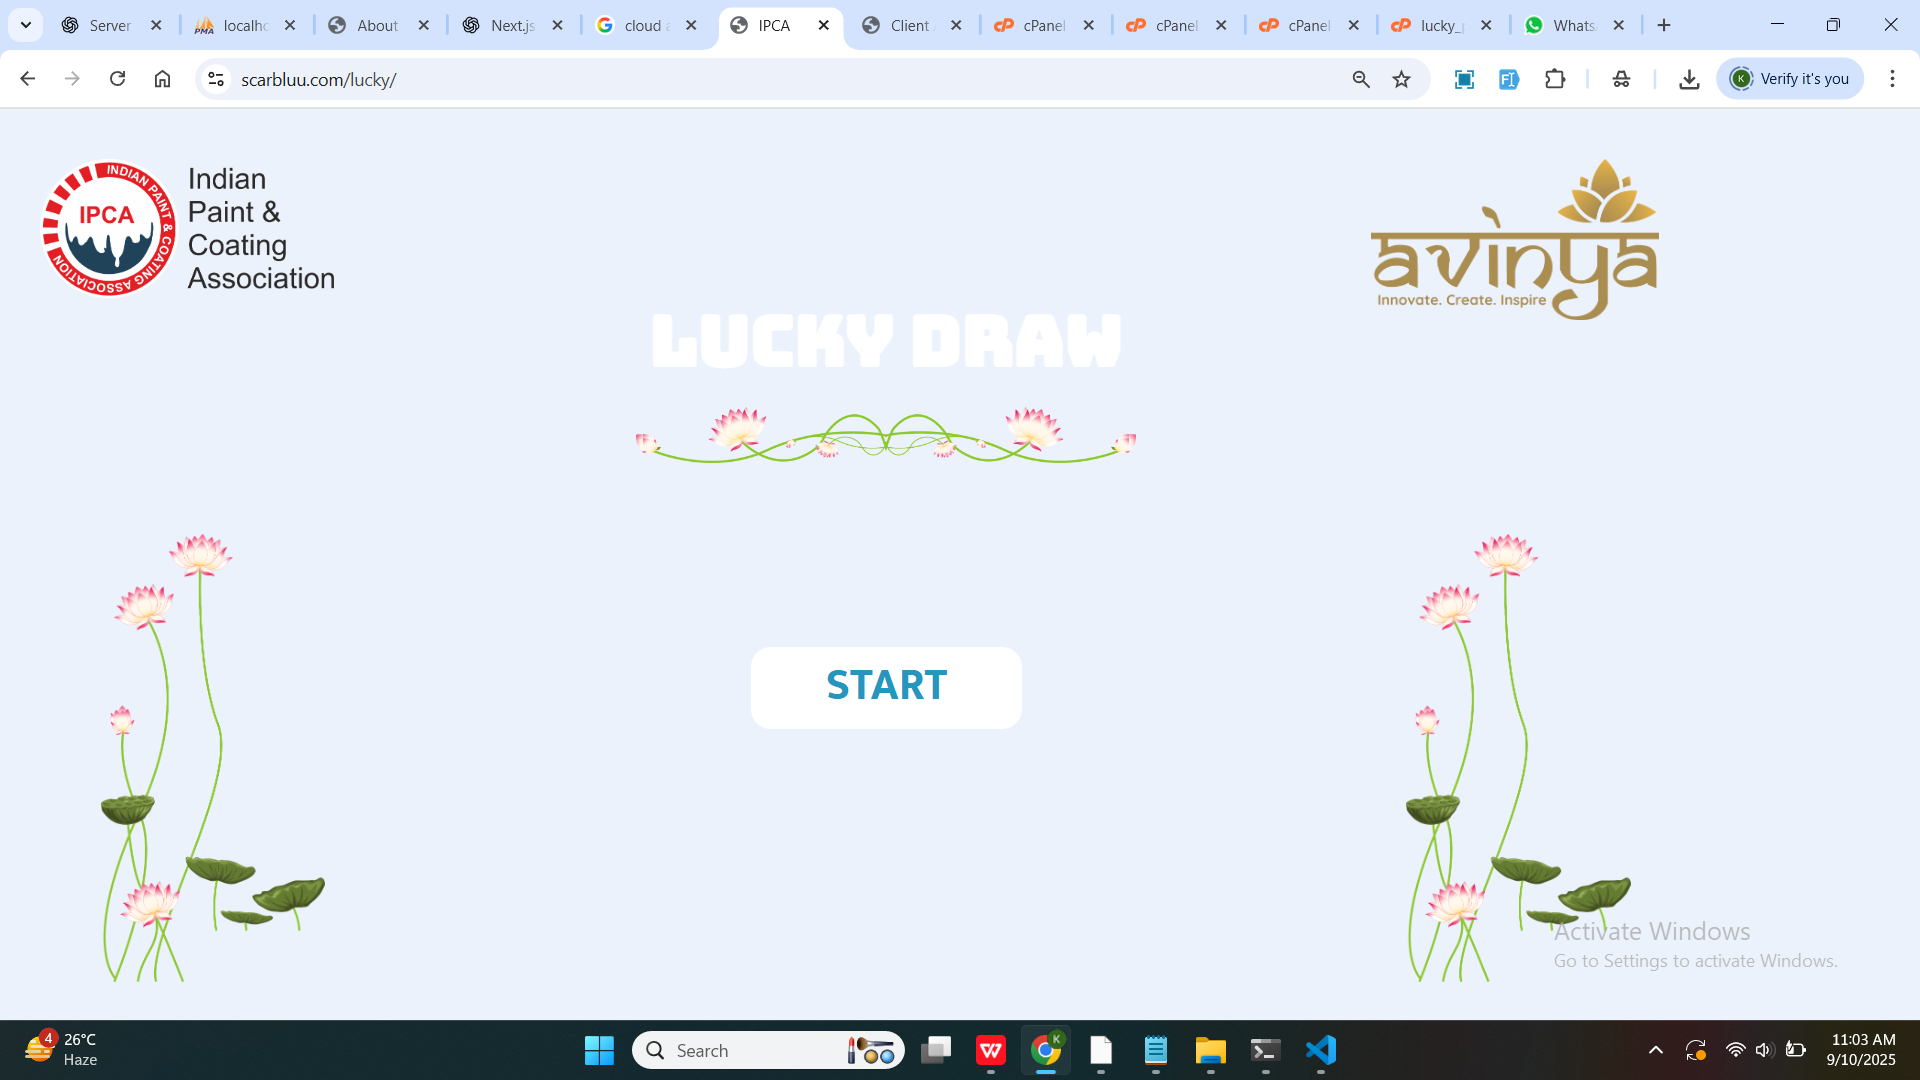 Server
localho
About
Next.js
cloud a
IPCA
Client
cPanel
cPanel
cPanel
lucky_
Whats
scarbluu.com/lucky/
Verify it's you
INDIAN PAINT & COATING ASSOCIATION
IPCA
Indian
Paint &
Coating
Association
avinya
Innovate. Create. Inspire
LUCKY DRAW
START
Activate Windows
Go to Settings to activate Windows.
4
26°C
Haze
Search
11:03 AM
9/10/2025